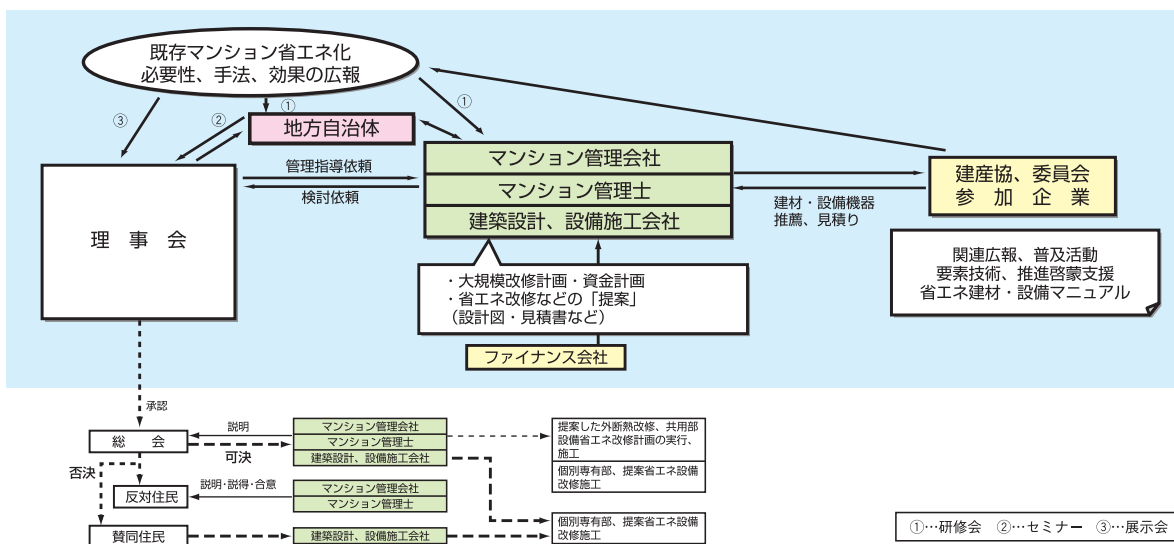 既存マンション省エネ化
必要性、手法、効果の広報
③
②
①
①
地方自治体
理 事 会
管理指導依頼
検討依頼
マンション管理会社
マンション管理士
建築設計、設備施工会社
・大規模改修計画・資金計画
・省エネ改修などの「提案」
（設計図・見積書など）
ファイナンス会社
建材・設備機器
推薦、見積り
建産協、委員会
参 加 企 業
関連広報、普及活動
要素技術、推進啓蒙支援
省エネ建材・設備マニュアル
承認
総 会
説明
可決
マンション管理会社
マンション管理士
建築設計、設備施工会社
提案した外断熱改修、共用部
設備省エネ改修計画の実行、
施工
個別専有部、提案省エネ設備
改修施工
否決
反対住民
説明・説得・合意
マンション管理会社
マンション管理士
賛同住民
建築設計、設備施工会社
個別専有部、提案省エネ設備
改修施工
①…研修会 ②…セミナー ③…展示会